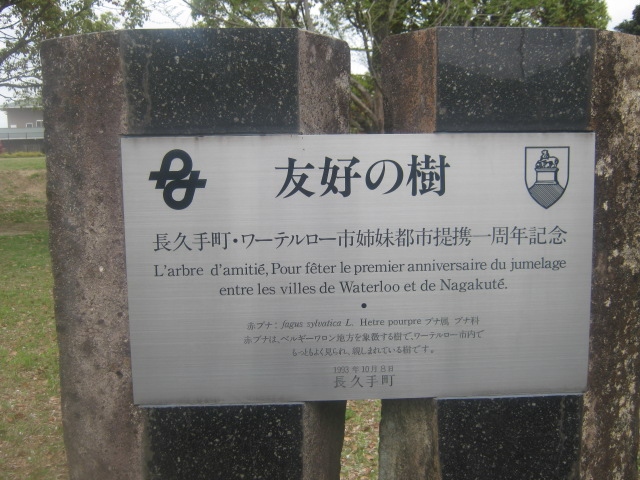 友好の樹
長久手町・ワーテルロー市姉妹都市提携一周年記念
L'arbre d'amitié, Pour fêter le premier anniversaire du jumelage
entre les villes de Waterloo et de Nagakuté.
赤ブナ：fagus sylvatica L. Hetre pourpre ブナ属 ブナ科
赤ブナは、ベルギーワロン地方を象徴する樹で、ワーテルロー市内で
もっともよく見られ、親しまれている樹です。
1993年10月8日
長久手町